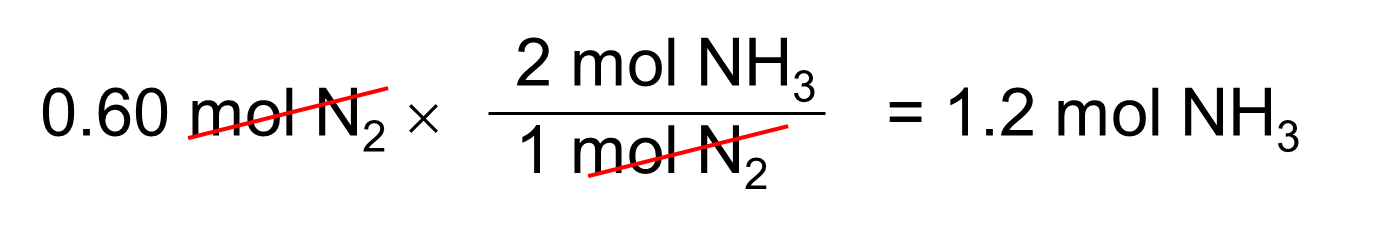 0.60 mol N₂ × 2 mol NH₃ / 1 mol N₂ = 1.2 mol NH₃